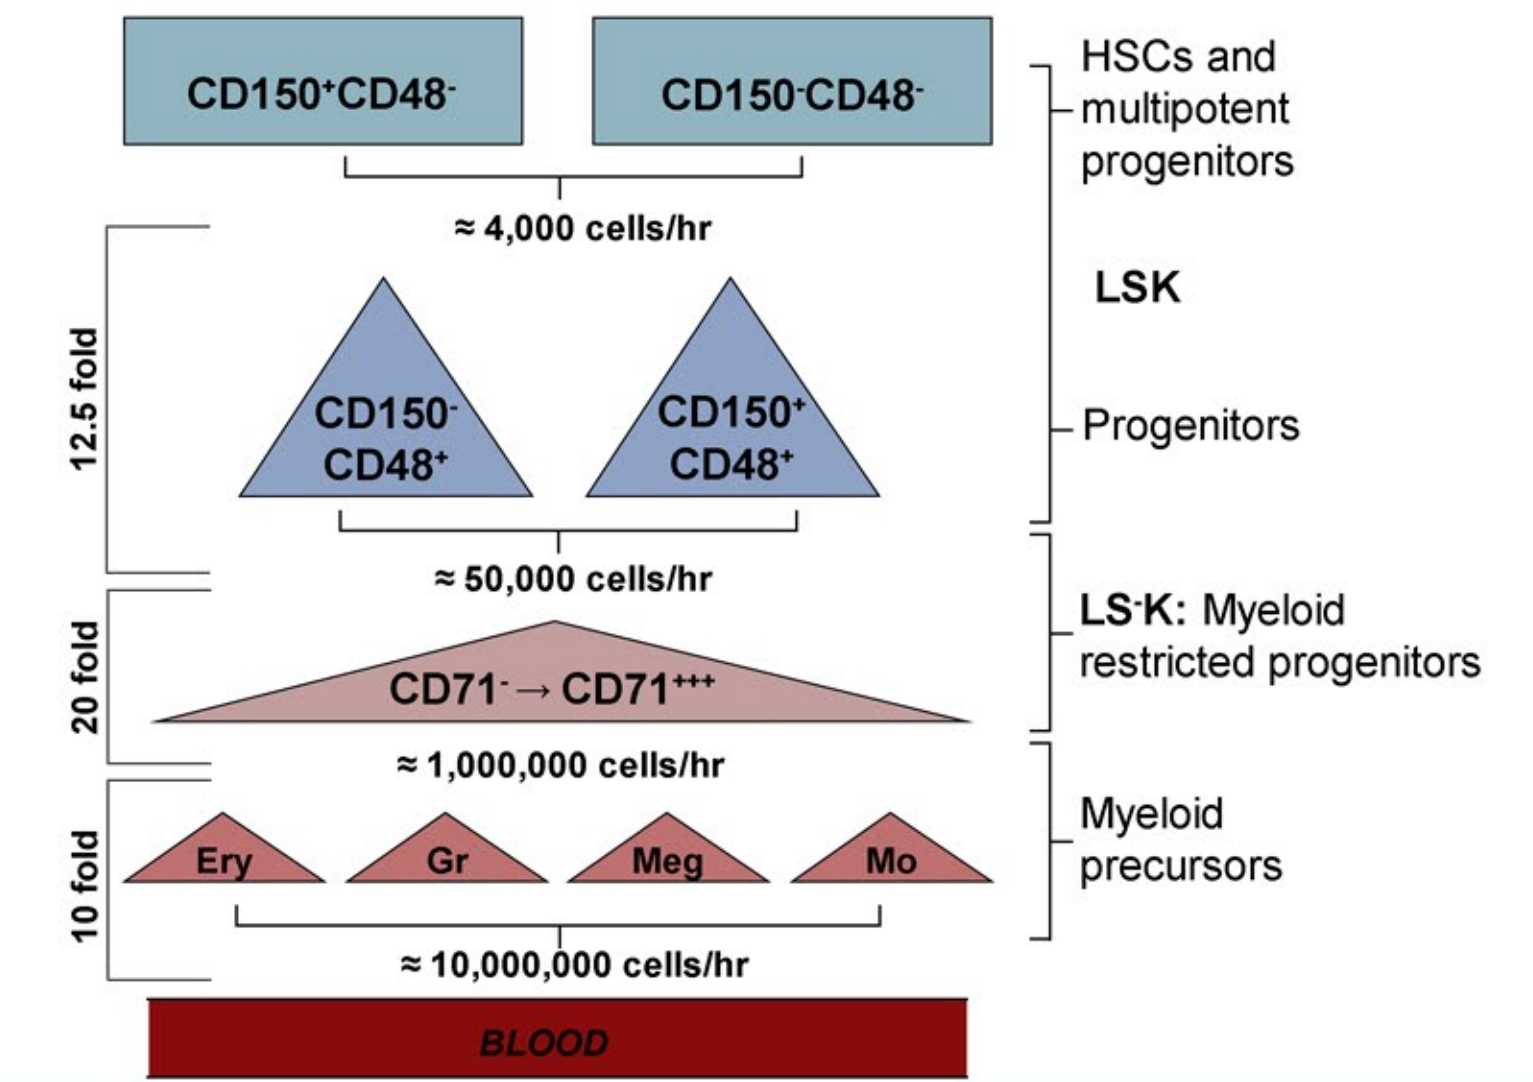 CD150⁺CD48⁻
CD150⁻CD48⁻
HSCs and
multipotent
progenitors
≈ 4,000 cells/hr
12.5 fold
LSK
CD150⁻
CD48⁺
CD150⁺
CD48⁺
Progenitors
≈ 50,000 cells/hr
20 fold
LS⁻K: Myeloid
restricted progenitors
CD71⁻ → CD71⁺⁺⁺
≈ 1,000,000 cells/hr
10 fold
Ery
Gr
Meg
Mo
Myeloid
precursors
≈ 10,000,000 cells/hr
BLOOD